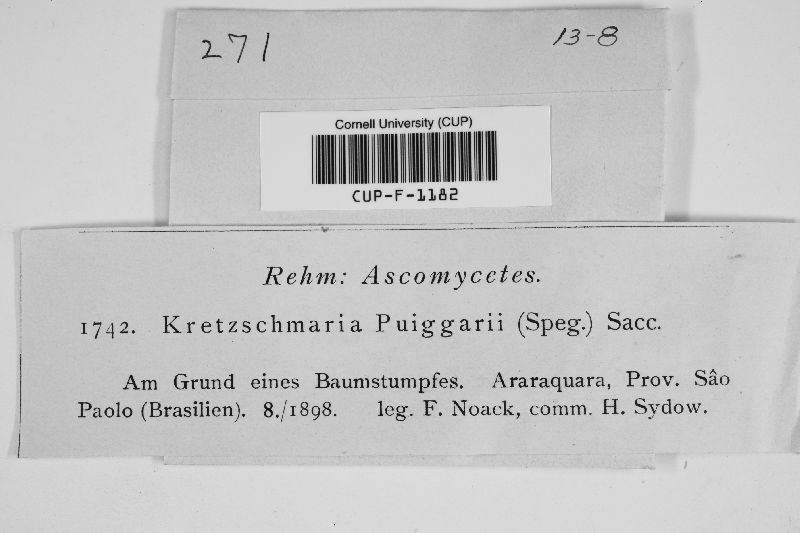 271 13-8
Cornell University (CUP)
CUP-F-1182
Rehm: Ascomycetes.
1742. Kretzschmaria Puiggarii (Speg.) Sacc.
Am Grund eines Baumstumpfes. Araraquara, Prov. Sâo
Paolo (Brasilien). 8./1898. leg. F. Noack, comm. H. Sydow.